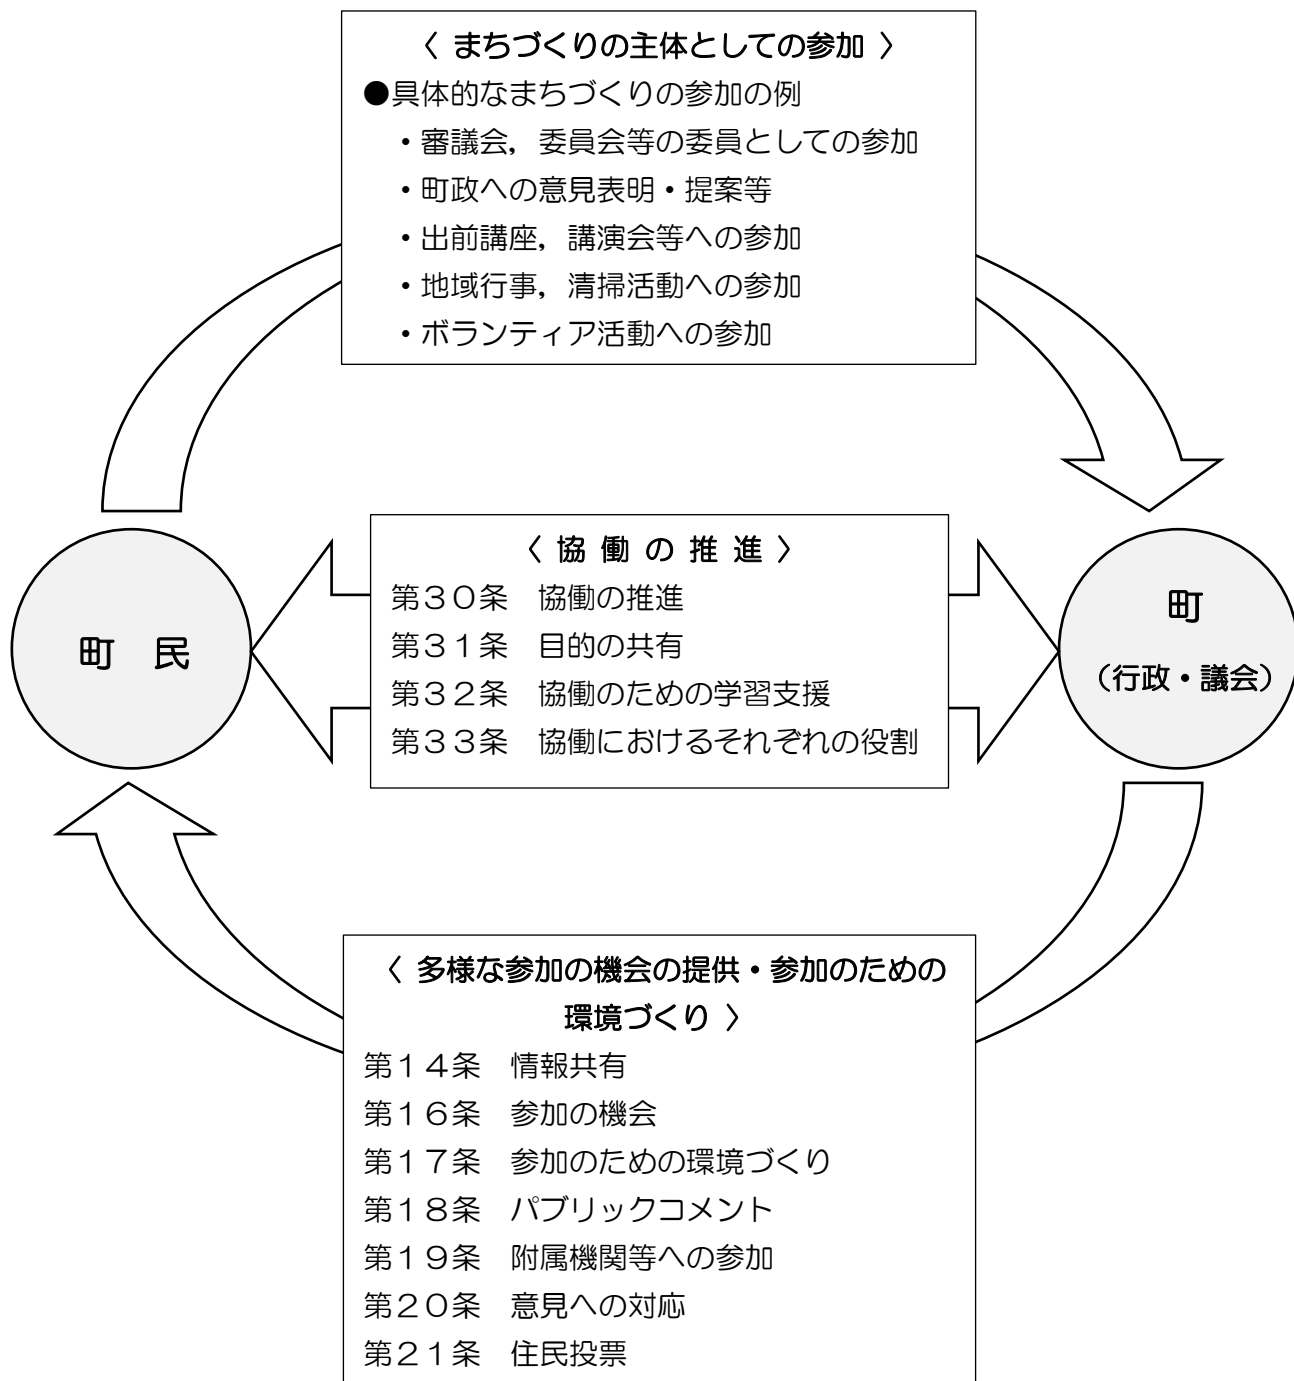 〈 まちづくりの主体としての参加 〉
●具体的なまちづくりの参加の例
・審議会，委員会等の委員としての参加
・町政への意見表明・提案等
・出前講座，講演会等への参加
・地域行事，清掃活動への参加
・ボランティア活動への参加
町　民
〈 協 働 の 推 進 〉
第３０条　協働の推進
第３１条　目的の共有
第３２条　協働のための学習支援
第３３条　協働におけるそれぞれの役割
町
（行政・議会）
〈 多様な参加の機会の提供・参加のための
環境づくり 〉
第１４条　情報共有
第１６条　参加の機会
第１７条　参加のための環境づくり
第１８条　パブリックコメント
第１９条　附属機関等への参加
第２０条　意見への対応
第２１条　住民投票